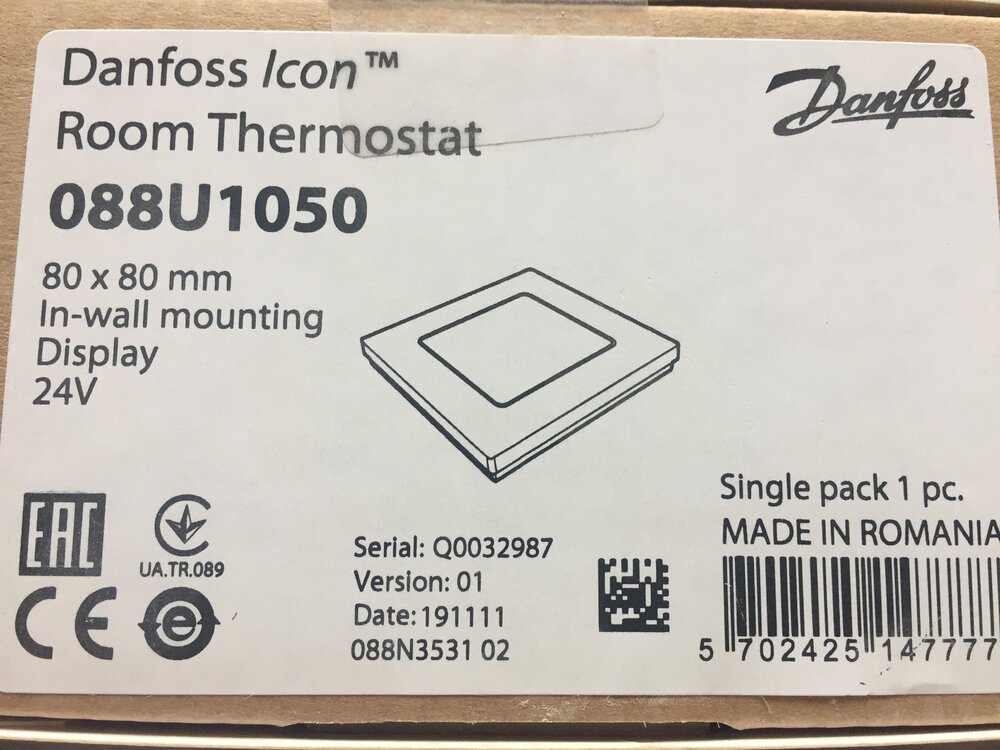 Danfoss Icon™
Room Thermostat
088U1050
80 x 80 mm
In-wall mounting
Display
24V
Danfoss
EAC
UA.TR.089
CE
e
Serial: Q0032987
Version: 01
Date: 191111
088N3531 02
Single pack 1 pc.
MADE IN ROMANIA
5 702425 147777